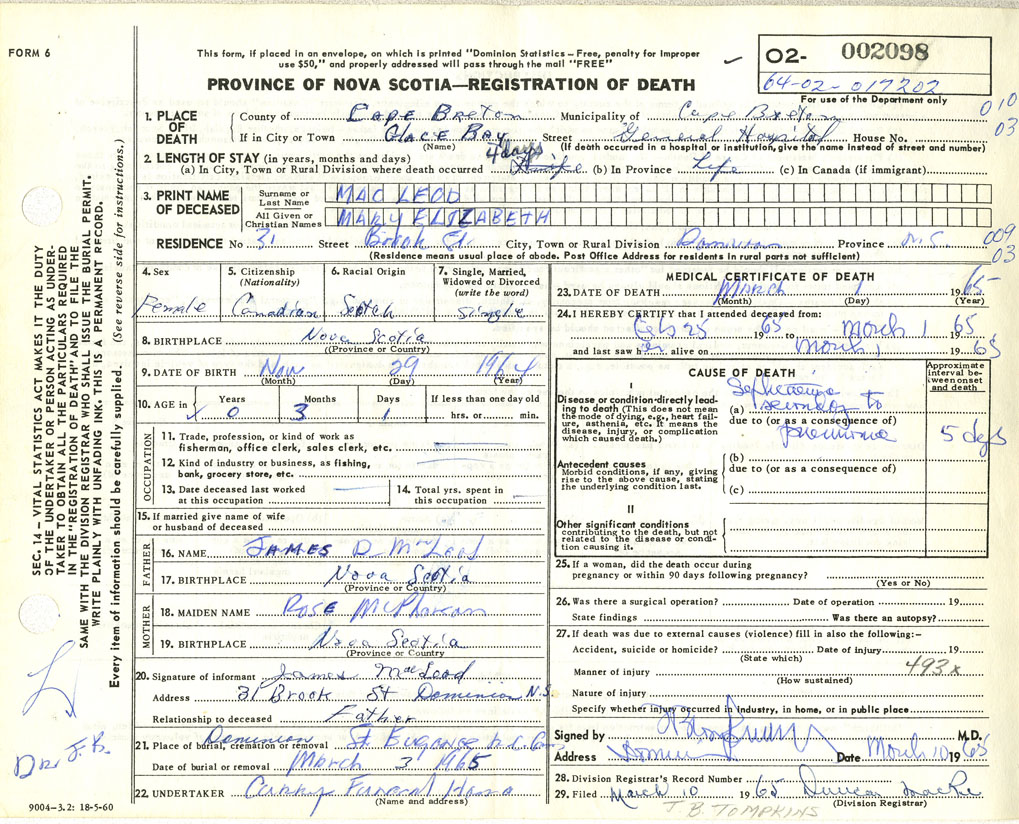 FORM 6
This form, if placed in an envelope, on which is printed "Dominion Statistics – Free, penalty for improper
use $50," and properly addressed will pass through the mail "FREE"
PROVINCE OF NOVA SCOTIA—REGISTRATION OF DEATH
02- 002098
64-02-017202
For use of the Department only
010
03
1. PLACE OF DEATH
County of Cape Breton Municipality of Cape Breton
If in City or Town Glace Bay Street General Hospital House No.
(Name) (If death occurred in a hospital or institution, give the name instead of street and number)
2. LENGTH OF STAY (in years, months and days)
4 days
(a) In City, Town or Rural Division where death occurred (b) In Province Life (c) In Canada (if immigrant)
3. PRINT NAME OF DECEASED
Surname or Last Name MAC LEOD
All Given or Christian Names MARY ELIZABETH
RESIDENCE No 31 Street Brook St City, Town or Rural Division Dominion Province N.S.
009
03
(Residence means usual place of abode. Post Office Address for residents in rural parts not sufficient)
4. Sex
Female
5. Citizenship
(Nationality)
Canadian
6. Racial Origin
Scotch
7. Single, Married,
Widowed or Divorced
(write the word)
Single
8. BIRTHPLACE Nova Scotia
(Province or Country)
9. DATE OF BIRTH Nov 29 1964
(Month) (Day) (Year)
10. AGE in Years Months Days If less than one day old
0 3 1 hrs. or min.
OCCUPATION
11. Trade, profession, or kind of work as
fisherman, office clerk, sales clerk, etc.
12. Kind of industry or business, as fishing,
bank, grocery store, etc.
13. Date deceased last worked
at this occupation
14. Total yrs. spent in
this occupation
15. If married give name of wife
or husband of deceased
FATHER
16. NAME James D MacLeod
17. BIRTHPLACE Nova Scotia
(Province or Country)
MOTHER
18. MAIDEN NAME Rose
19. BIRTHPLACE Nova Scotia
(Province or Country)
20. Signature of informant James MacLeod
Address 31 Brook St Dominion N.S.
Relationship to deceased Father
21. Place of burial, cremation or removal Dominion St Eugene R.C. Cem
Date of burial or removal March 3 1965
22. UNDERTAKER Curry Funeral Home
(Name and address)
9004–3.2: 18-5-60
MEDICAL CERTIFICATE OF DEATH
23. DATE OF DEATH March 1 1965
(Month) (Day) (Year)
24. I HEREBY CERTIFY that I attended deceased from:
Feb 25 1965 to March 1 1965
and last saw her alive on March 1 1965
CAUSE OF DEATH
Approximate interval between onset and death
I
Disease or condition directly leading to death (This does not mean the mode of dying, e.g., heart failure, asthenia, etc. It means the disease, injury, or complication which caused death.)
(a) Septicemia
secondary to
due to (or as a consequence of)
pneumonia 5 days
Antecedent causes
Morbid conditions, if any, giving rise to the above cause, stating the underlying condition last.
(b)
due to (or as a consequence of)
(c)
II
Other significant conditions
contributing to the death, but not related to the disease or condition causing it.
25. If a woman, did the death occur during
pregnancy or within 90 days following pregnancy?
(Yes or No)
26. Was there a surgical operation? Date of operation 19
State findings Was there an autopsy?
27. If death was due to external causes (violence) fill in also the following:–
Accident, suicide or homicide? Date of injury 19
(State which)
Manner of injury 493x
(How sustained)
Nature of injury
Specify whether injury occurred in industry, in home, or in public place
Signed by M.D.
Address Date March 10 1965
28. Division Registrar's Record Number
29. Filed March 10 1965 Duncan
(Division Registrar)
J. B. TOMPKINS
SEC. 14 – VITAL STATISTICS ACT MAKES IT THE DUTY
OF THE UNDERTAKER OR PERSON ACTING AS UNDER-
TAKER TO OBTAIN ALL THE PARTICULARS REQUIRED
IN THE "REGISTRATION OF DEATH" AND TO FILE THE
SAME WITH THE DIVISION REGISTRAR WHO SHALL ISSUE THE BURIAL PERMIT.
WRITE PLAINLY WITH UNFADING INK. THIS IS A PERMANENT RECORD.
Every item of information should be carefully supplied. (See reverse side for instructions.)